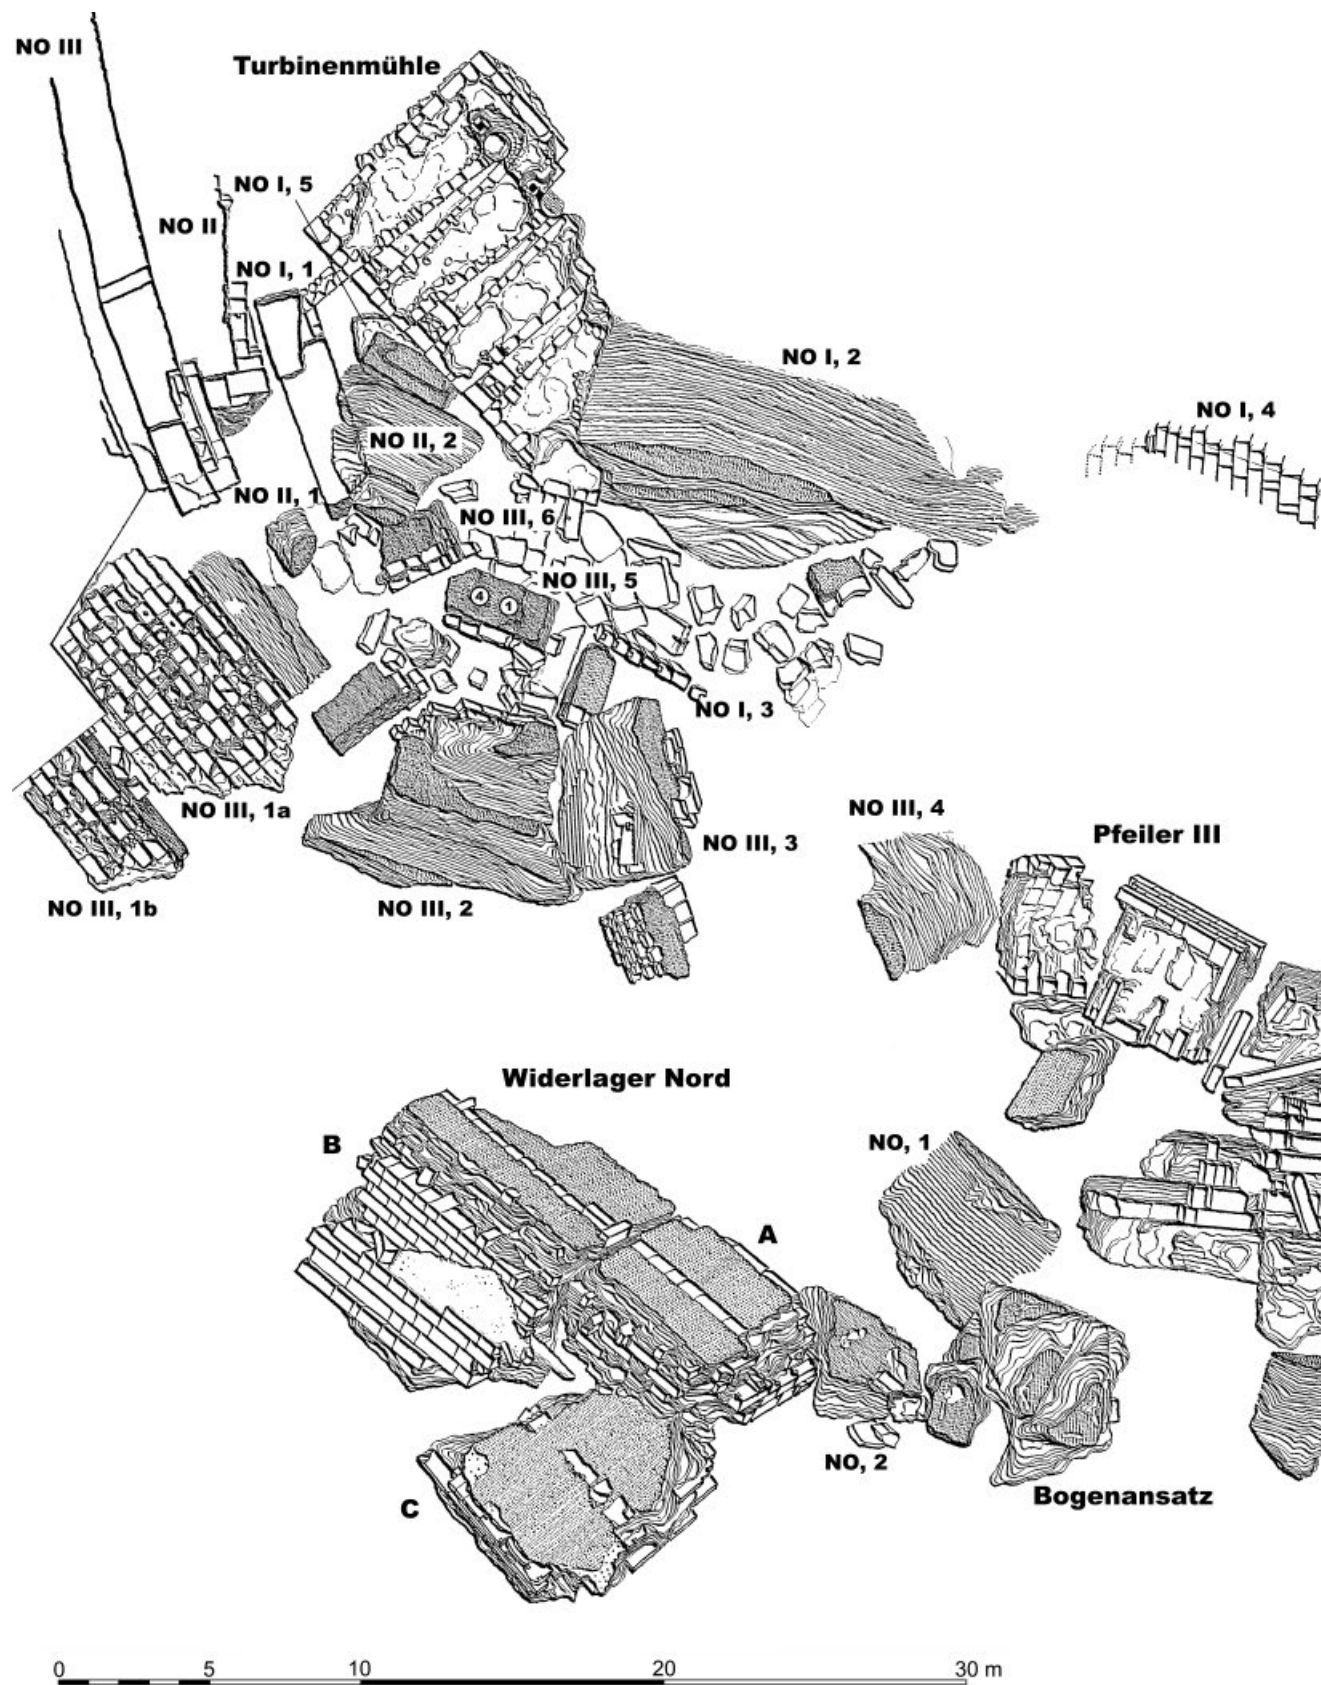 NO III
Turbinenmühle
NO I, 5
NO II
NO I, 1
NO I, 2
NO I, 4
NO II, 2
NO II, 1
NO III, 6
NO III, 5
4 1
NO I, 3
NO III, 1a
NO III, 4
Pfeiler III
NO III, 3
NO III, 1b
NO III, 2
Widerlager Nord
B
NO, 1
A
NO, 2
Bogenansatz
C
0 5 10 20 30 m